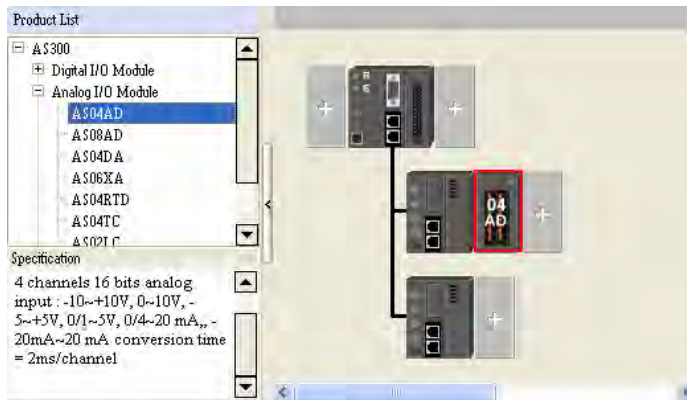 Product List
AS300
Digital I/O Module
Analog I/O Module
AS04AD
AS08AD
AS04DA
AS06XA
AS04RTD
AS04TC
AS02LC
Specification
4 channels 16 bits analog
input : -10~+10V, 0~10V, -
5~+5V, 0/1~5V, 0/4~20 mA,, -
20mA~20 mA conversion time
= 2ms/channel
R
E
04
AD